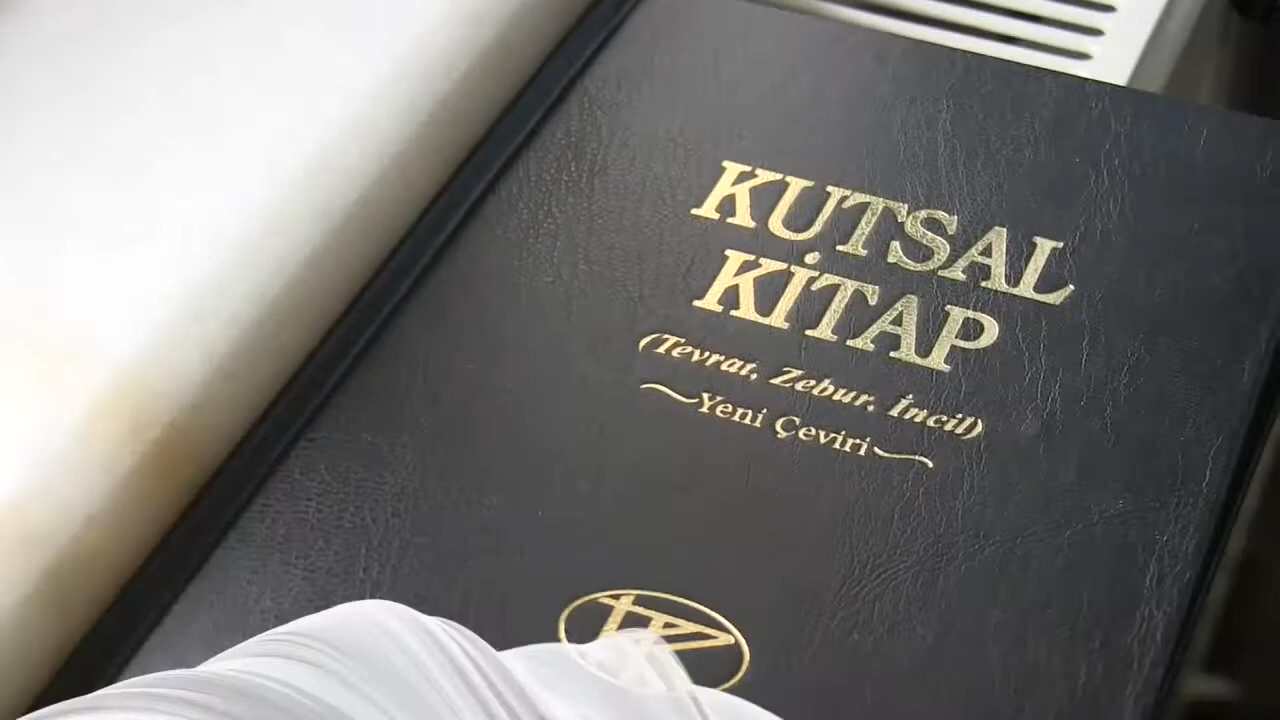 KUTSAL
KİTAP
(Tevrat, Zebur, İncil)
Yeni Çeviri